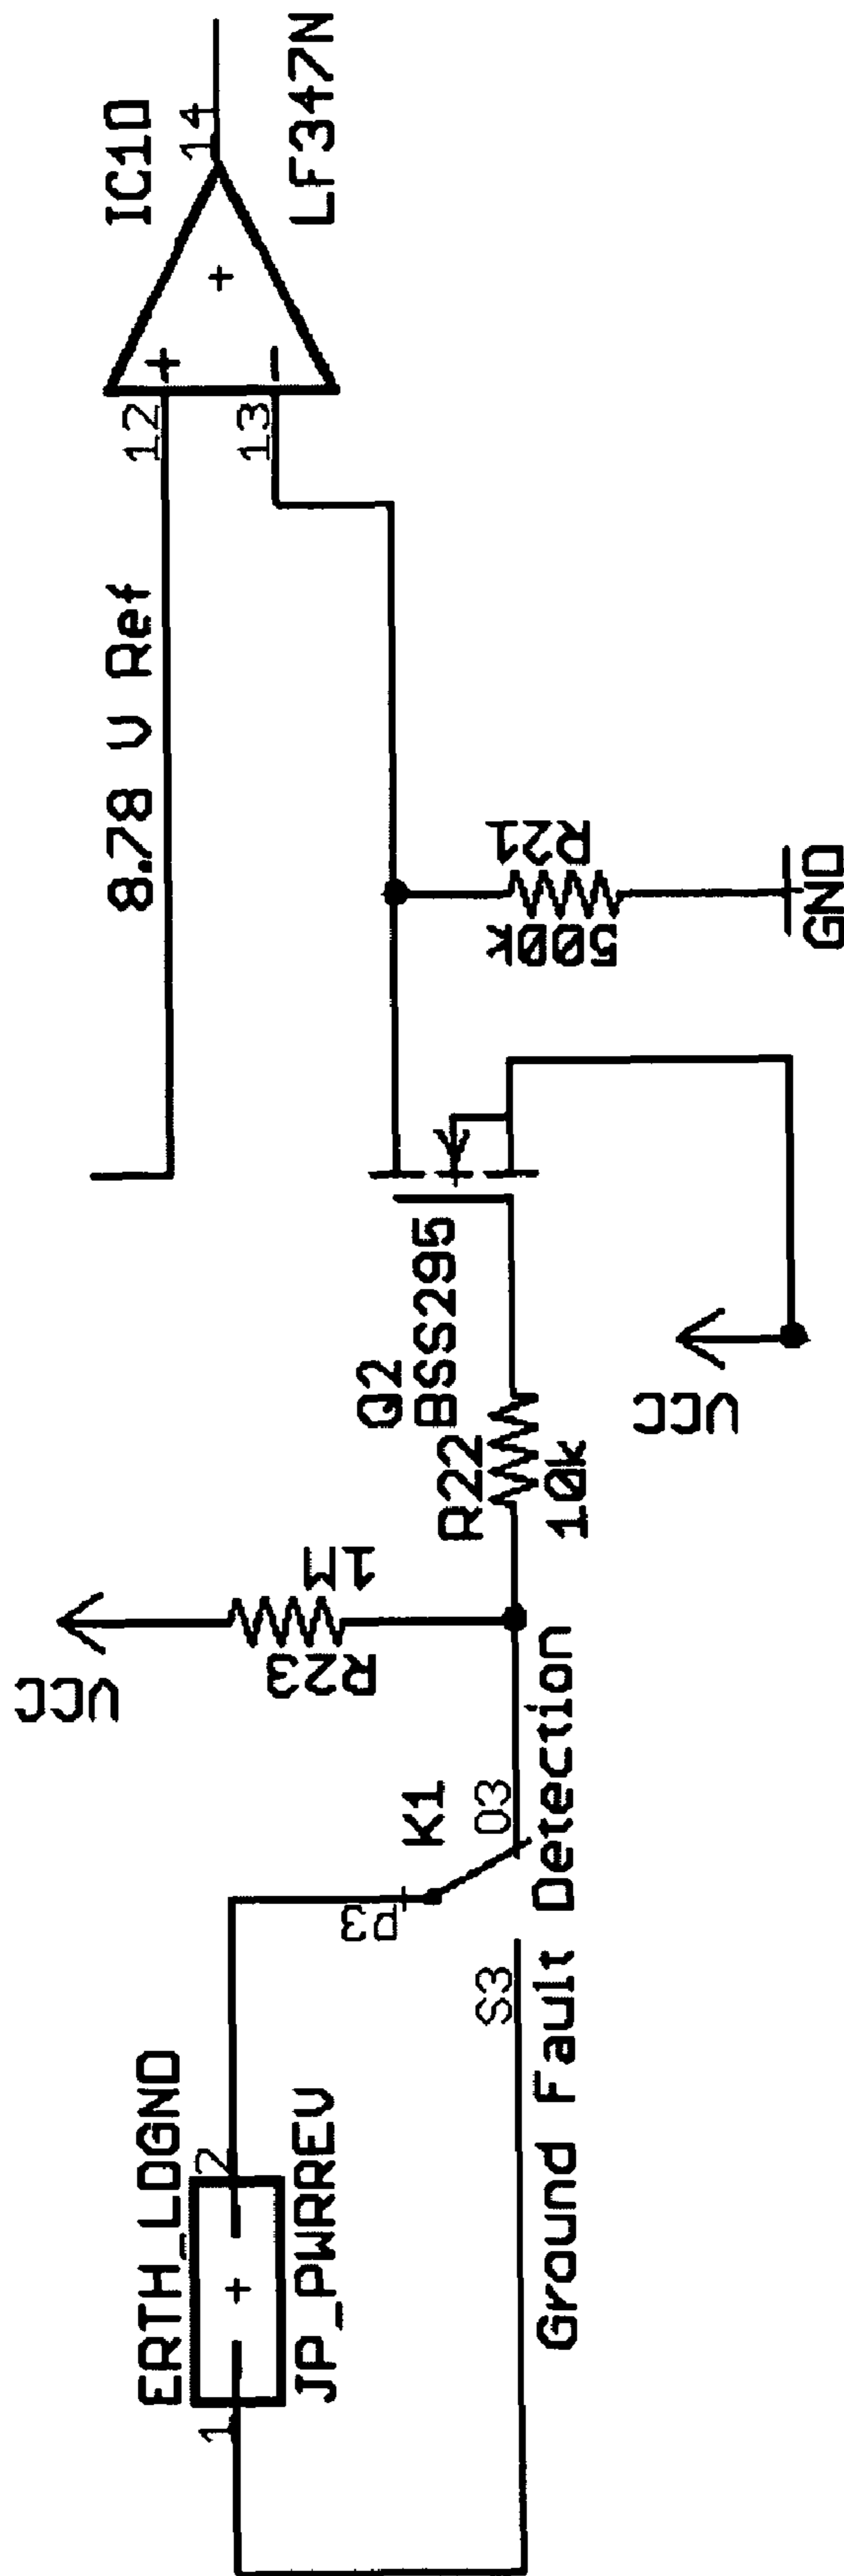 ERTH_LDGND
1
2
JP_PWRREV
P3
K1
O3
S3
Ground Fault Detection
VCC
R23
1M
R22
10k
Q2
BSS295
VCC
8.78 V Ref
R21
500k
GND
12
13
+
-
IC1D
14
LF347N